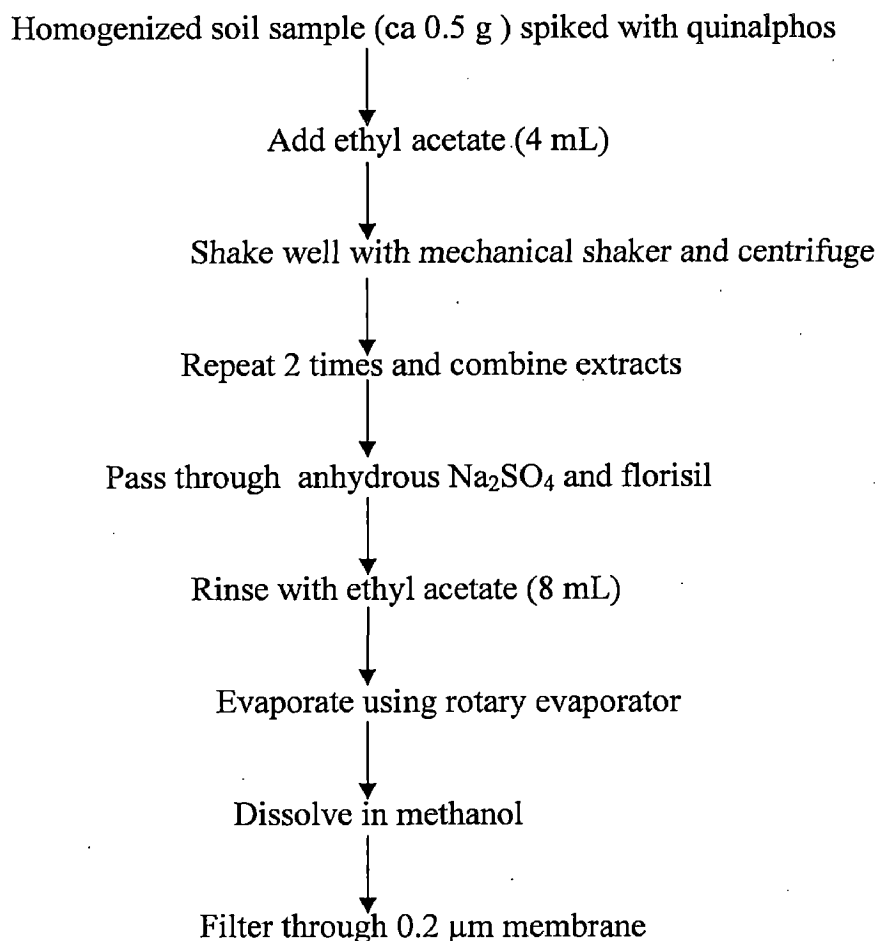 Homogenized soil sample (ca 0.5 g ) spiked with quinalphos
Add ethyl acetate (4 mL)
Shake well with mechanical shaker and centrifuge
Repeat 2 times and combine extracts
Pass through anhydrous Na₂SO₄ and florisil
Rinse with ethyl acetate (8 mL)
Evaporate using rotary evaporator
Dissolve in methanol
Filter through 0.2 μm membrane